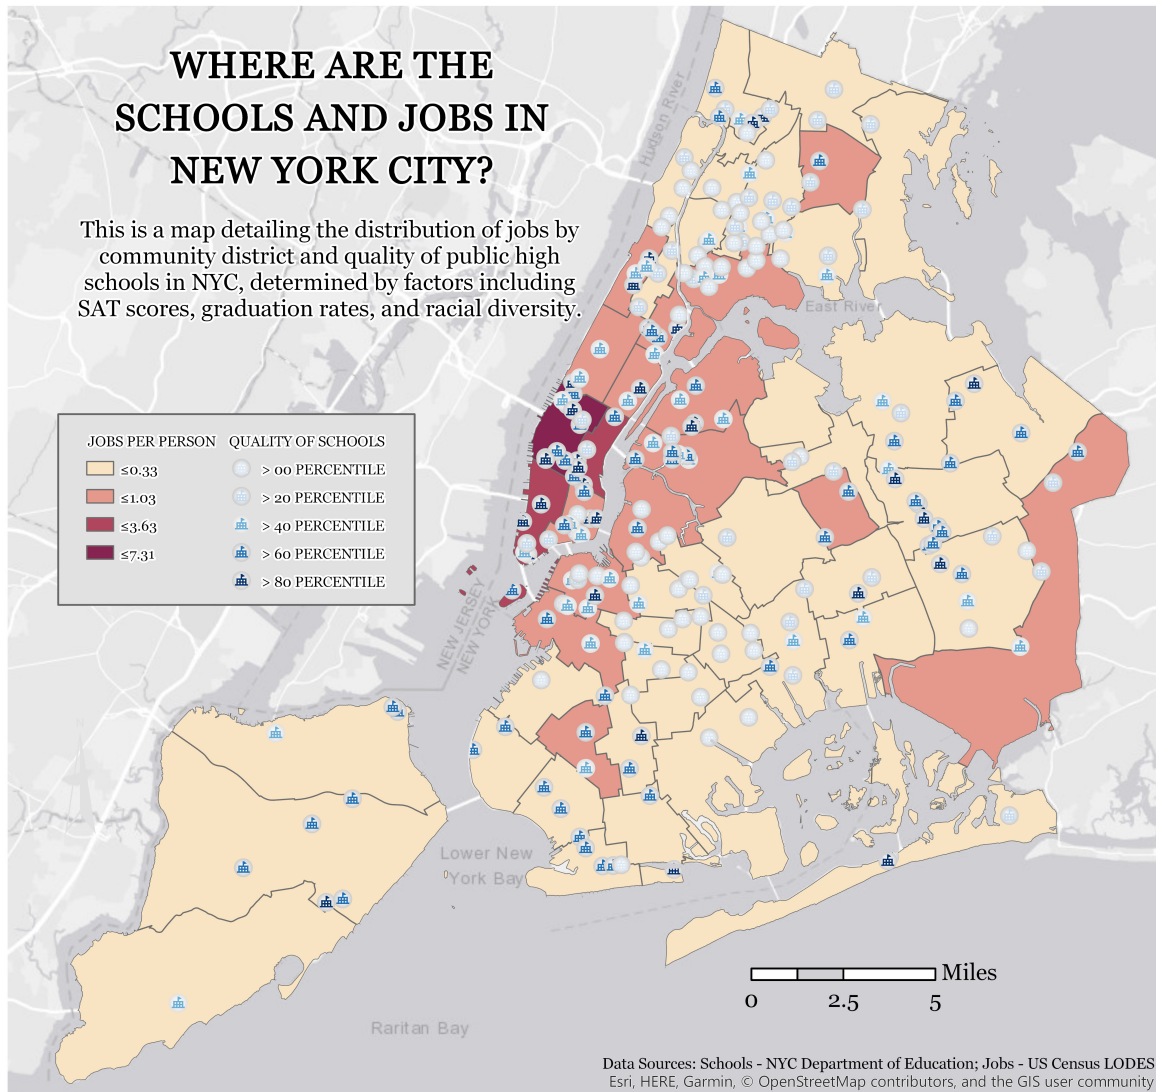 WHERE ARE THE
SCHOOLS AND JOBS IN
NEW YORK CITY?
This is a map detailing the distribution of jobs by
community district and quality of public high
schools in NYC, determined by factors including
SAT scores, graduation rates, and racial diversity.
Hudson River
East River
JOBS PER PERSON QUALITY OF SCHOOLS
≤0.33 > 00 PERCENTILE
≤1.03 > 20 PERCENTILE
≤3.63 > 40 PERCENTILE
≤7.31 > 60 PERCENTILE
> 80 PERCENTILE
NEW JERSEY
NEW YORK
Lower New
York Bay
Raritan Bay
Miles
0 2.5 5
Data Sources: Schools - NYC Department of Education; Jobs - US Census LODES
Esri, HERE, Garmin, © OpenStreetMap contributors, and the GIS user community